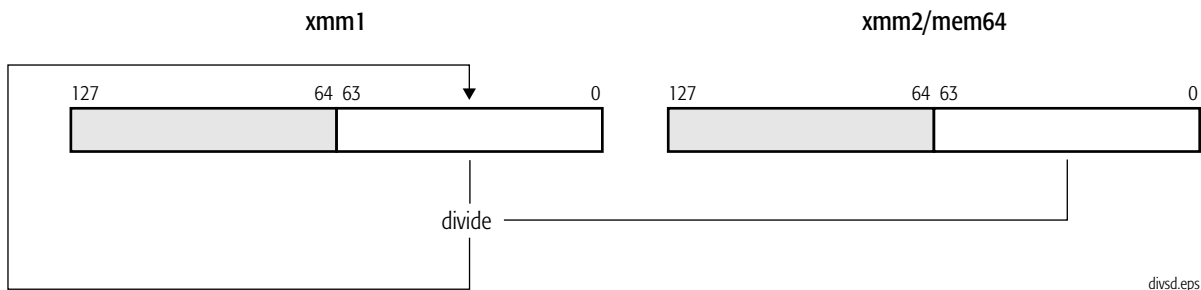 xmm1 xmm2/mem64
127 64 63 0 127 64 63 0
divide
divsd.eps